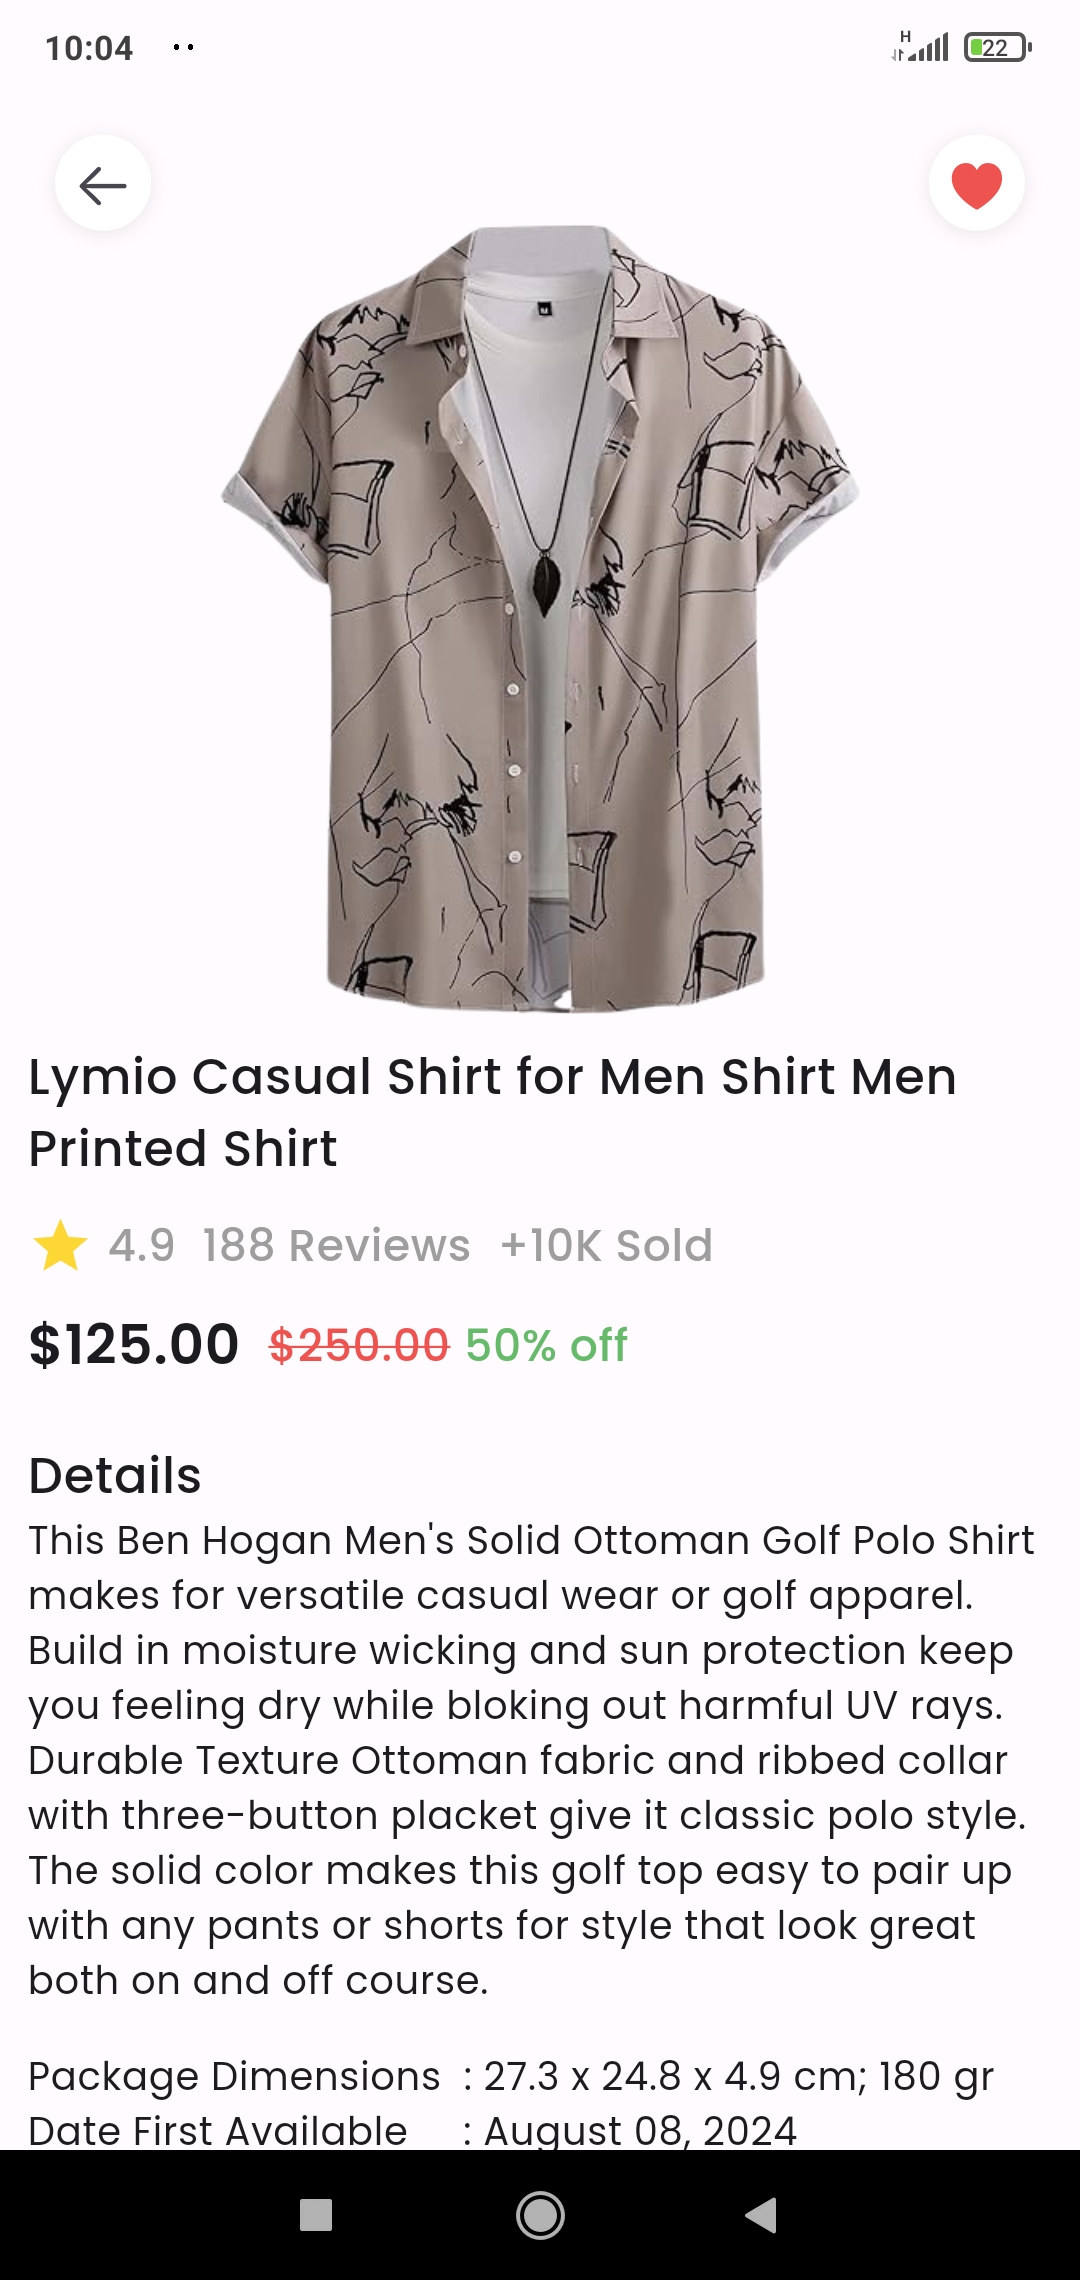 10:04
H
22
Lymio Casual Shirt for Men Shirt Men
Printed Shirt
4.9 188 Reviews +10K Sold
$125.00 $250.00 50% off
Details
This Ben Hogan Men's Solid Ottoman Golf Polo Shirt
makes for versatile casual wear or golf apparel.
Build in moisture wicking and sun protection keep
you feeling dry while bloking out harmful UV rays.
Durable Texture Ottoman fabric and ribbed collar
with three-button placket give it classic polo style.
The solid color makes this golf top easy to pair up
with any pants or shorts for style that look great
both on and off course.
Package Dimensions : 27.3 x 24.8 x 4.9 cm; 180 gr
Date First Available : August 08, 2024